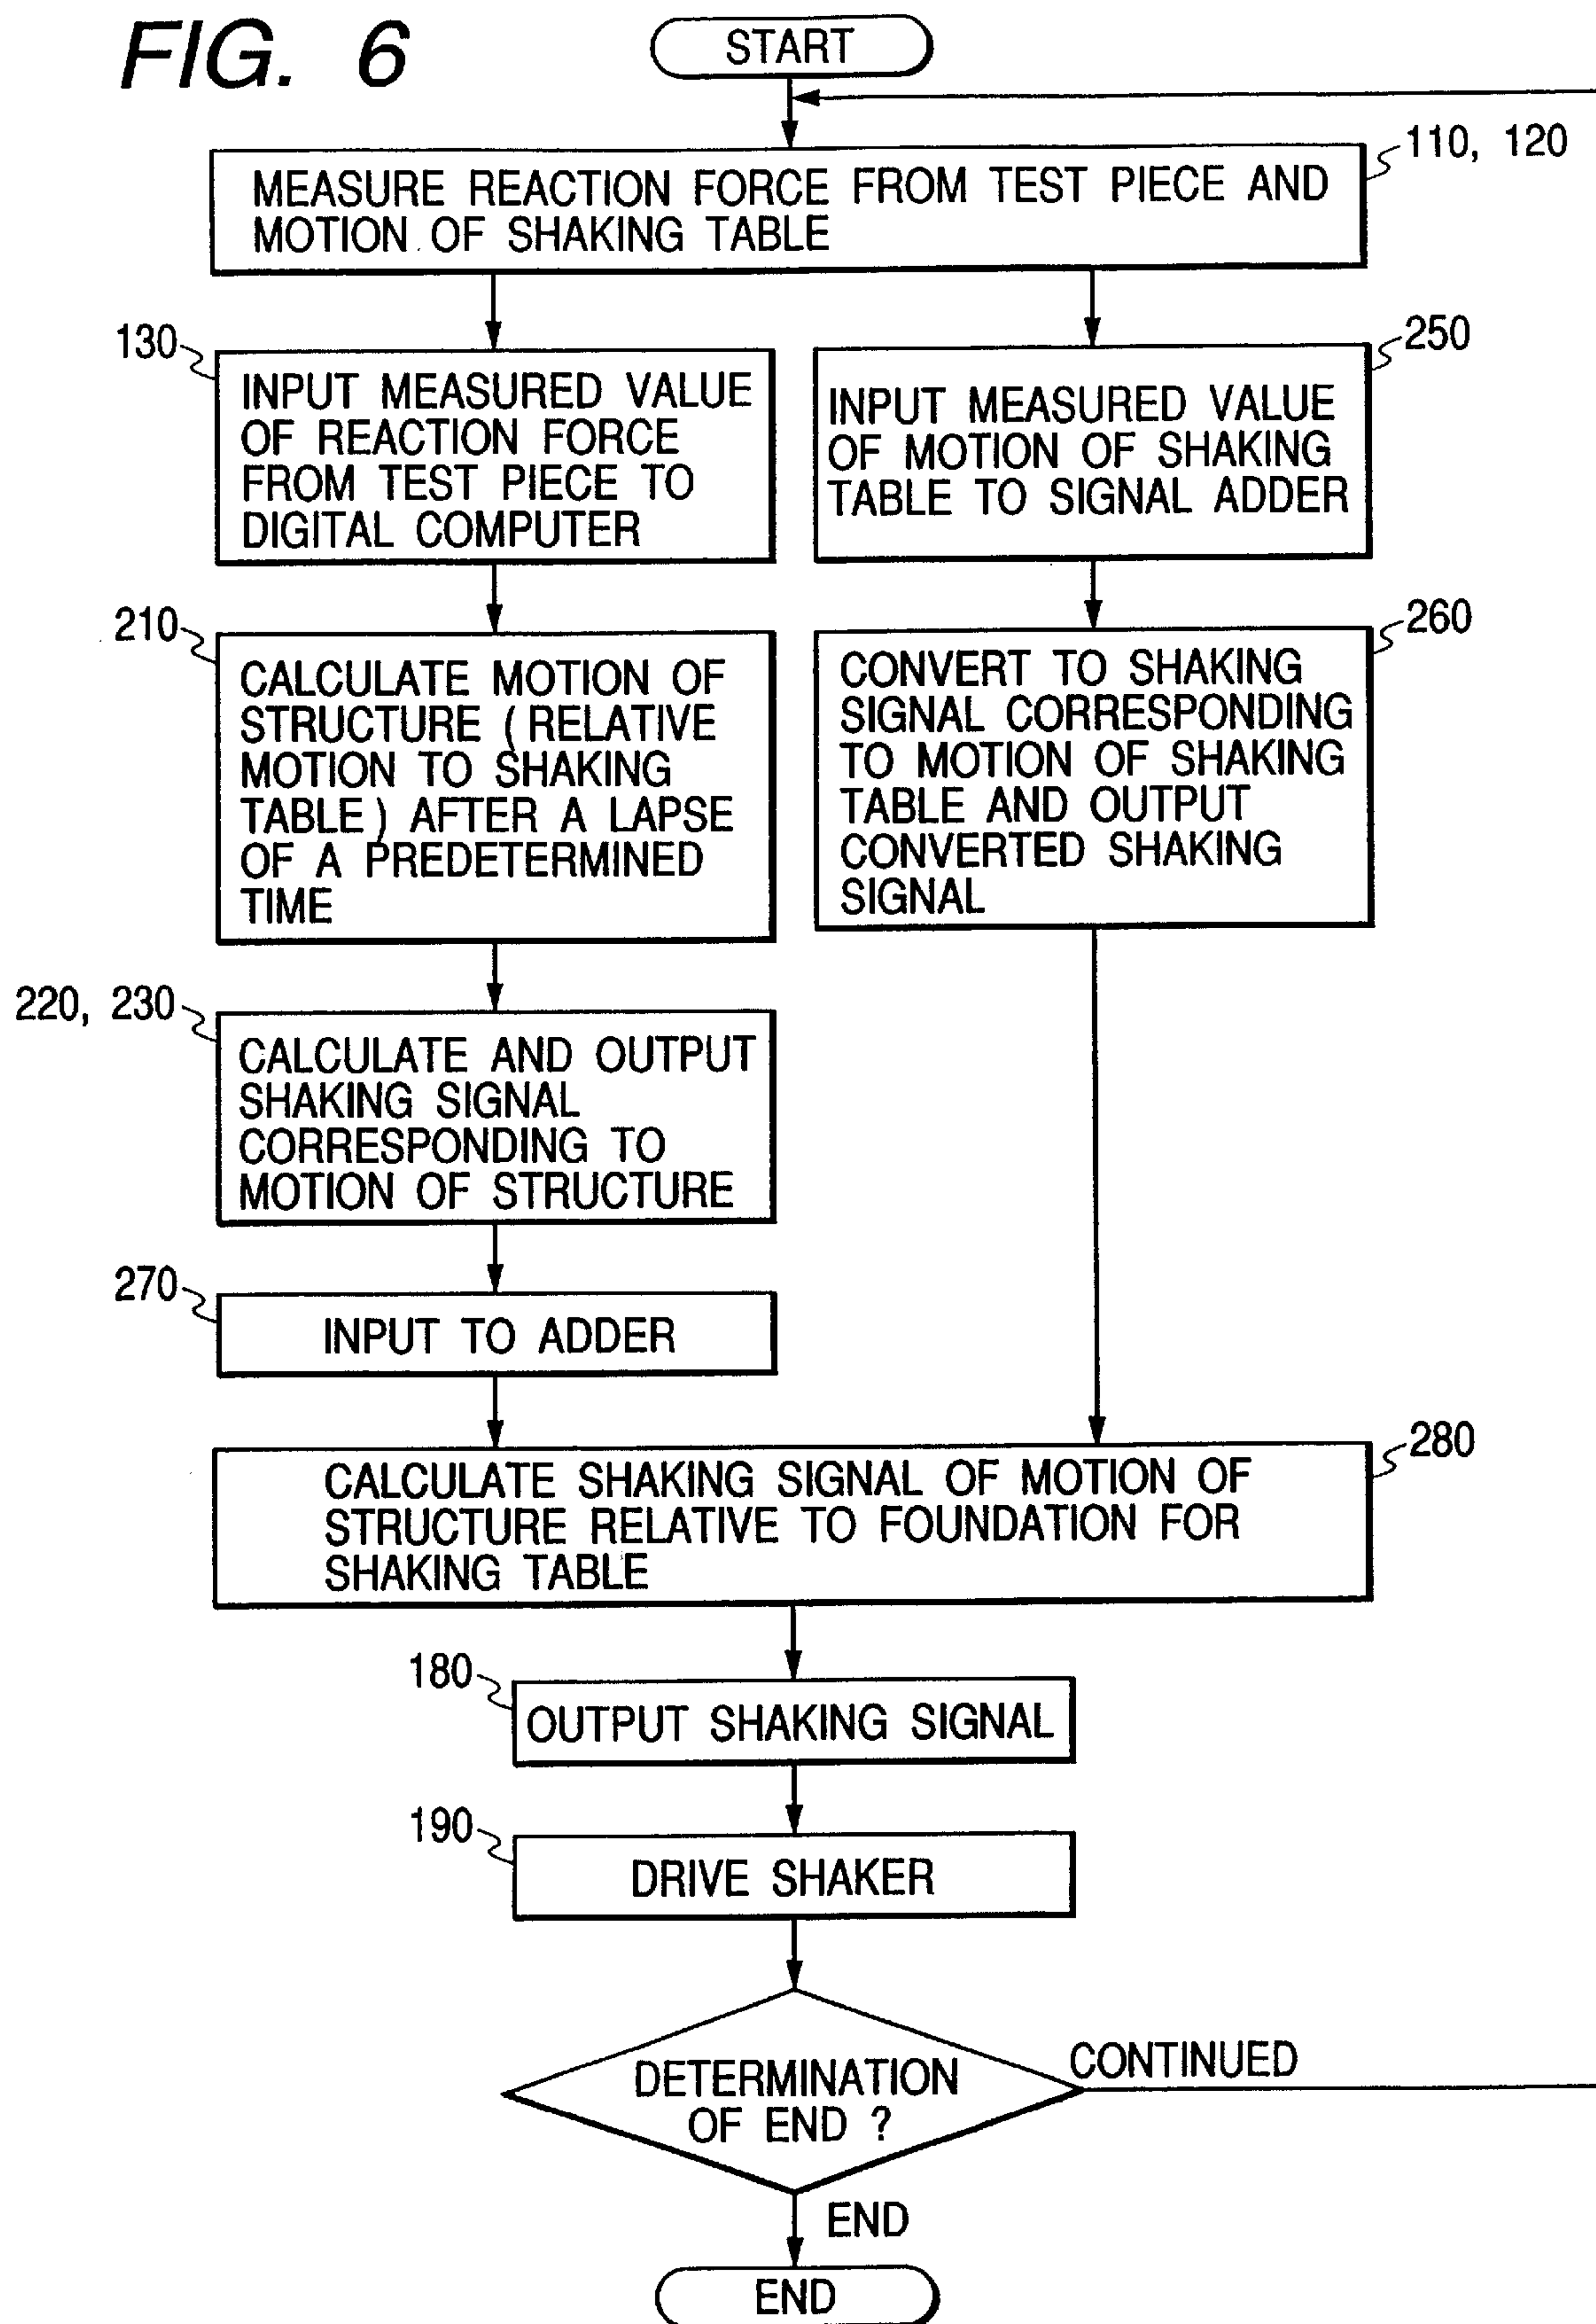 FIG. 6
START
110, 120
MEASURE REACTION FORCE FROM TEST PIECE AND
MOTION OF SHAKING TABLE
130
INPUT MEASURED VALUE
OF REACTION FORCE
FROM TEST PIECE TO
DIGITAL COMPUTER
250
INPUT MEASURED VALUE
OF MOTION OF SHAKING
TABLE TO SIGNAL ADDER
210
CALCULATE MOTION OF
STRUCTURE (RELATIVE
MOTION TO SHAKING
TABLE) AFTER A LAPSE
OF A PREDETERMINED
TIME
260
CONVERT TO SHAKING
SIGNAL CORRESPONDING
TO MOTION OF SHAKING
TABLE AND OUTPUT
CONVERTED SHAKING
SIGNAL
220, 230
CALCULATE AND OUTPUT
SHAKING SIGNAL
CORRESPONDING TO
MOTION OF STRUCTURE
270
INPUT TO ADDER
280
CALCULATE SHAKING SIGNAL OF MOTION OF
STRUCTURE RELATIVE TO FOUNDATION FOR
SHAKING TABLE
180
OUTPUT SHAKING SIGNAL
190
DRIVE SHAKER
DETERMINATION
OF END ?
CONTINUED
END
END